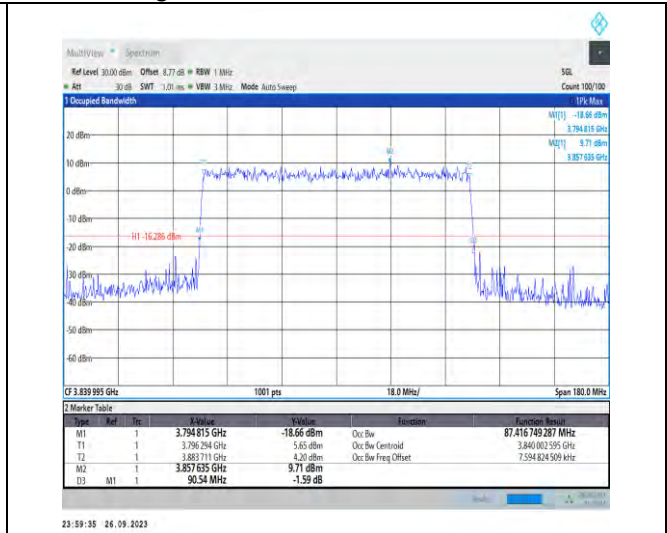 MultiView Spectrum
Ref Level 30.00 dBm Offset 8.77 dB RBW 1 MHz SGL
Att 30 dB SWT 1.01 ms VBW 3 MHz Mode Auto Sweep Count 100/100
1 Occupied Bandwidth 1Pk Max
M1[1] -18.66 dBm
3.794 815 GHz
M2[1] 9.71 dBm
3.857 635 GHz
20 dBm
M2
10 dBm
0 dBm
-10 dBm
H1 -16.286 dBm
M1
-20 dBm
-30 dBm
-40 dBm
-50 dBm
-60 dBm
CF 3.839 995 GHz 1001 pts 18.0 MHz/ Span 180.0 MHz
2 Marker Table
Type Ref Trc X-Value Y-Value Function Function Result
M1 1 3.794 815 GHz -18.66 dBm Occ Bw 87.416 749 287 MHz
T1 1 3.796 294 GHz 5.65 dBm Occ Bw Centroid 3.840 002 595 GHz
T2 1 3.883 711 GHz 4.20 dBm Occ Bw Freq Offset 7.594 824 509 kHz
M2 1 3.857 635 GHz 9.71 dBm
D3 M1 1 90.54 MHz -1.59 dB
23:59:35 26.09.2023